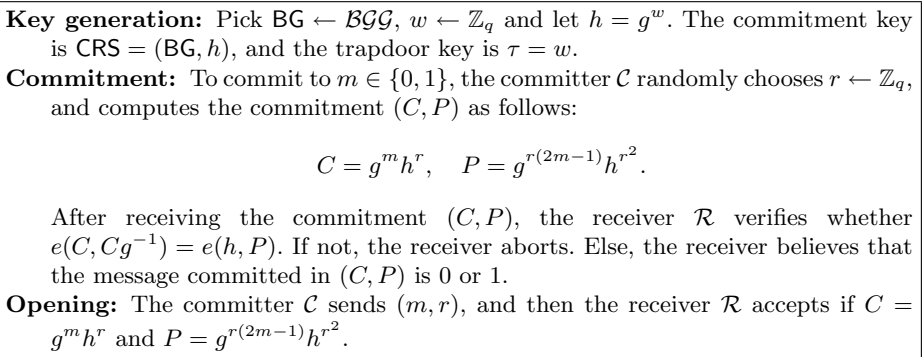 Key generation: Pick BG ← 𝓑𝓖𝓖, w ← ℤ_q and let h = g^w. The commitment key
is CRS = (BG, h), and the trapdoor key is τ = w.
Commitment: To commit to m ∈ {0, 1}, the committer 𝒞 randomly chooses r ← ℤ_q,
and computes the commitment (C, P) as follows:
C = g^m h^r, P = g^{r(2m−1)} h^{r^2}.
After receiving the commitment (C, P), the receiver ℛ verifies whether
e(C, Cg^{−1}) = e(h, P). If not, the receiver aborts. Else, the receiver believes that
the message committed in (C, P) is 0 or 1.
Opening: The committer 𝒞 sends (m, r), and then the receiver ℛ accepts if C =
g^m h^r and P = g^{r(2m−1)} h^{r^2}.